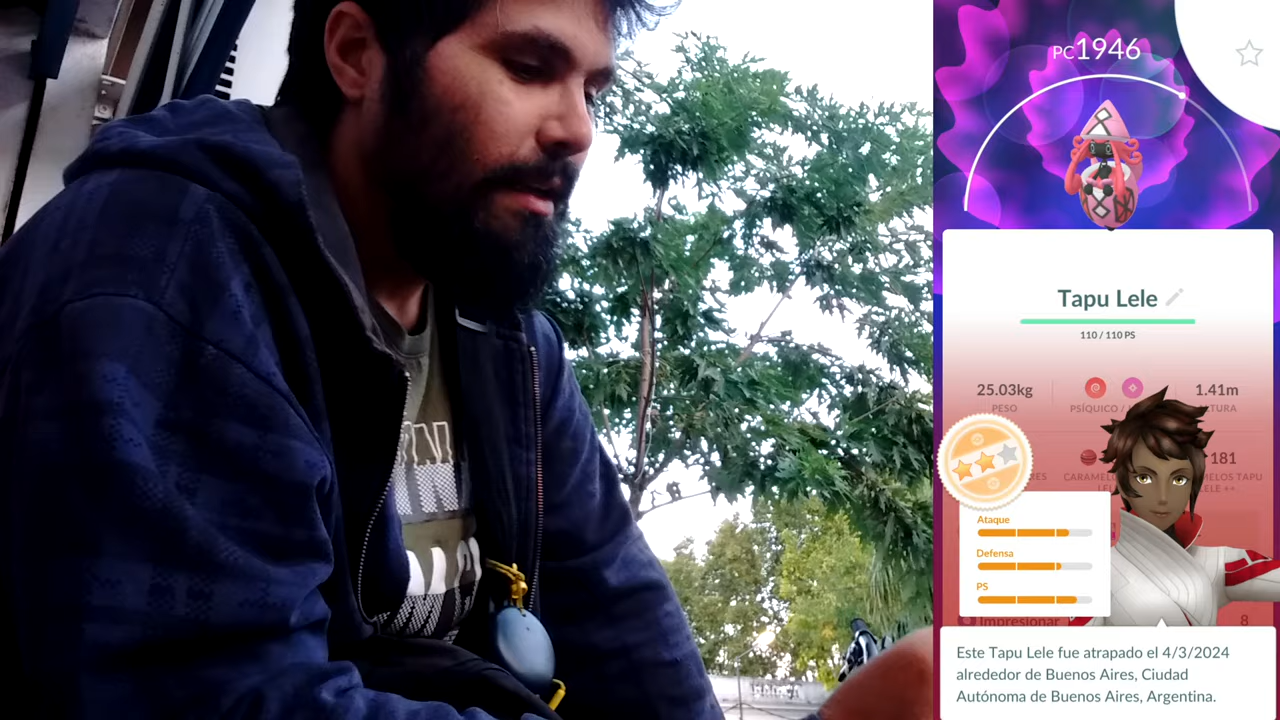 PC1946
Tapu Lele
110 / 110 PS
25.03kg
1.41m
PESO
PSÍQUICO /
181
Ataque
Defensa
PS
Impresionar
8
Este Tapu Lele fue atrapado el 4/3/2024
alrededor de Buenos Aires, Ciudad
Autónoma de Buenos Aires, Argentina.